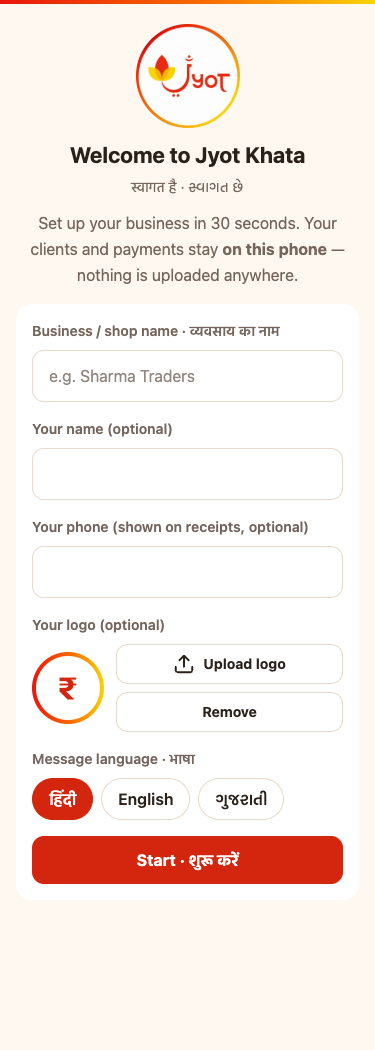 Jyot
Welcome to Jyot Khata
स्वागत है · સ્વાગત છે
Set up your business in 30 seconds. Your
clients and payments stay on this phone —
nothing is uploaded anywhere.
Business / shop name · व्यवसाय का नाम
e.g. Sharma Traders
Your name (optional)
Your phone (shown on receipts, optional)
Your logo (optional)
₹
Upload logo
Remove
Message language · भाषा
हिंदी English ગુજરાતી
Start · शुरू करें